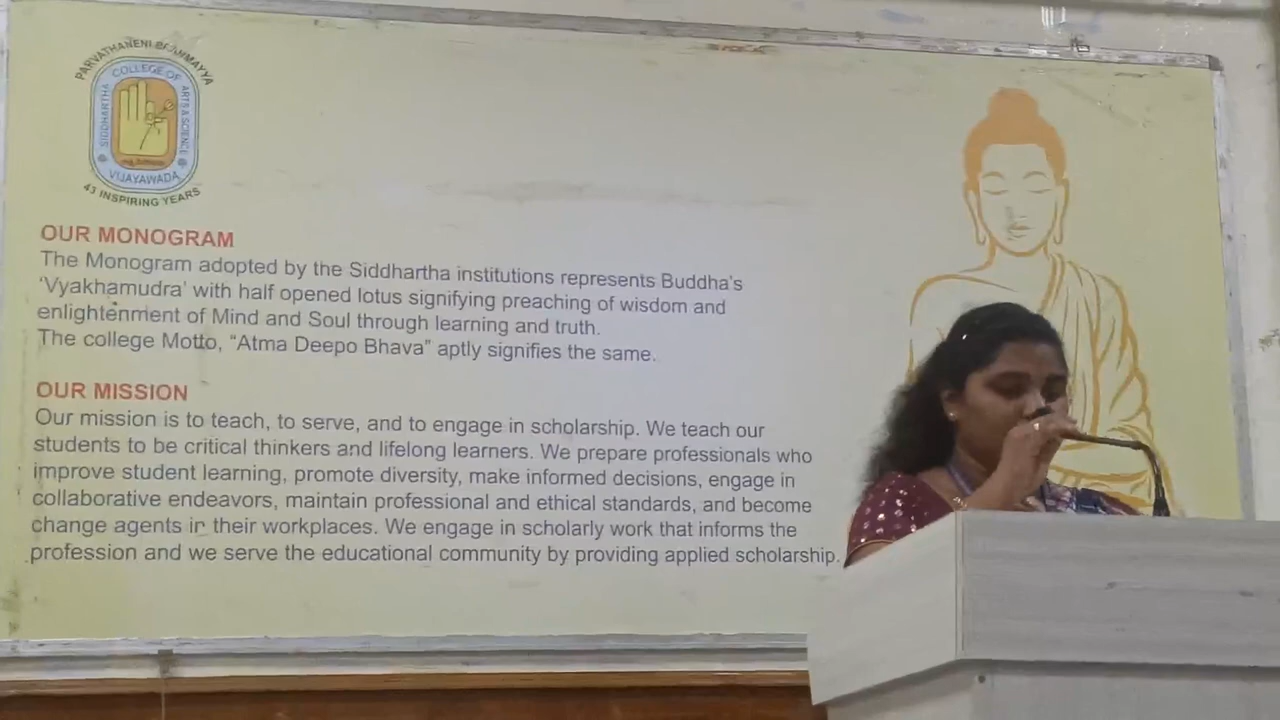 PARVATHANENI BRAHMAYYA
SIDDHARTHA COLLEGE OF ARTS & SCIENCE
VIJAYAWADA
43 INSPIRING YEARS
OUR MONOGRAM
The Monogram adopted by the Siddhartha institutions represents Buddha's
'Vyakhamudra' with half opened lotus signifying preaching of wisdom and
enlightenment of Mind and Soul through learning and truth.
The college Motto, “Atma Deepo Bhava” aptly signifies the same.
OUR MISSION
Our mission is to teach, to serve, and to engage in scholarship. We teach our
students to be critical thinkers and lifelong learners. We prepare professionals who
improve student learning, promote diversity, make informed decisions, engage in
collaborative endeavors, maintain professional and ethical standards, and become
change agents in their workplaces. We engage in scholarly work that informs the
profession and we serve the educational community by providing applied scholarship.